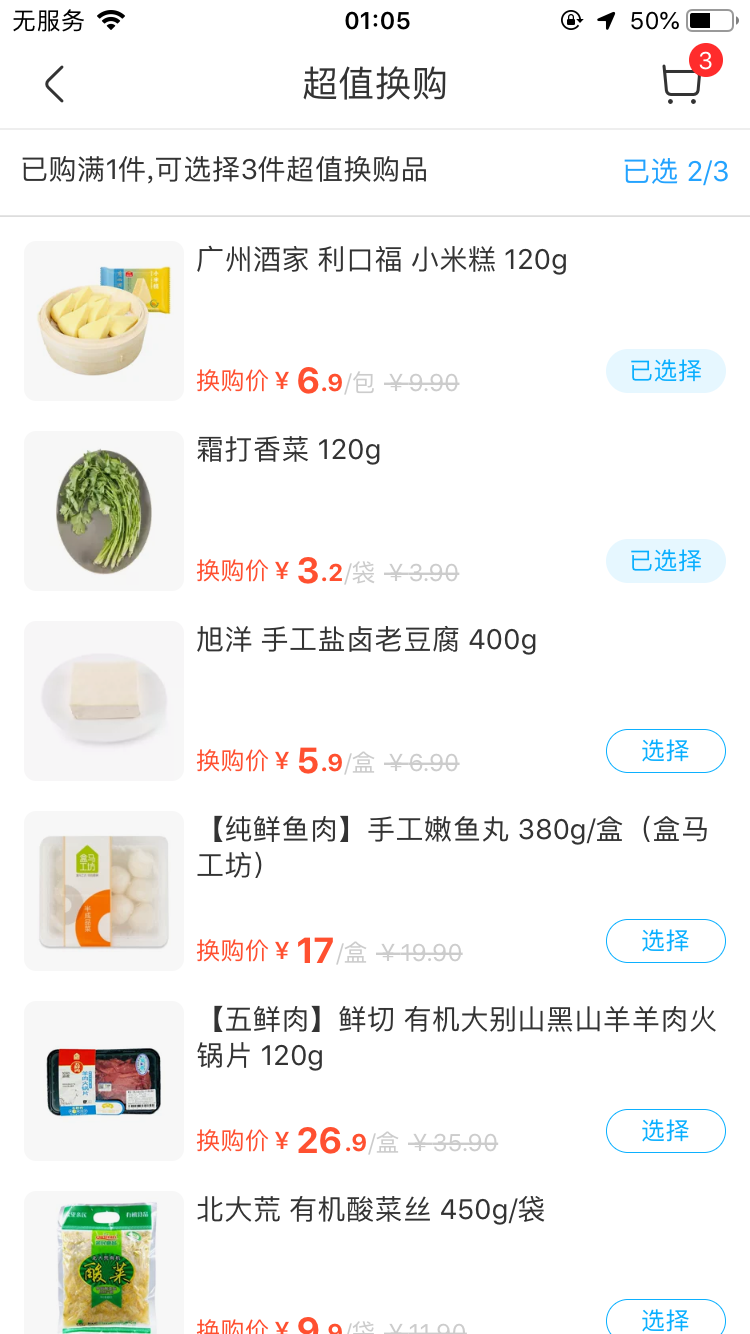 无服务 01:05 50%
超值换购 3
已购满1件,可选择3件超值换购品 已选 2/3
广州酒家 利口福 小米糕 120g
换购价 ¥ 6.9/包 ¥9.90 已选择
霜打香菜 120g
换购价 ¥ 3.2/袋 ¥3.90 已选择
旭洋 手工盐卤老豆腐 400g
换购价 ¥ 5.9/盒 ¥6.90 选择
【纯鲜鱼肉】手工嫩鱼丸 380g/盒（盒马
工坊）
盒马
工坊
换购价 ¥ 17/盒 ¥19.90 选择
【五鲜肉】鲜切 有机大别山黑山羊羊肉火
锅片 120g
换购价 ¥ 26.9/盒 ¥35.90 选择
北大荒 有机酸菜丝 450g/袋
酸菜
换购价 ¥ 9.9/袋 ¥11.90 选择